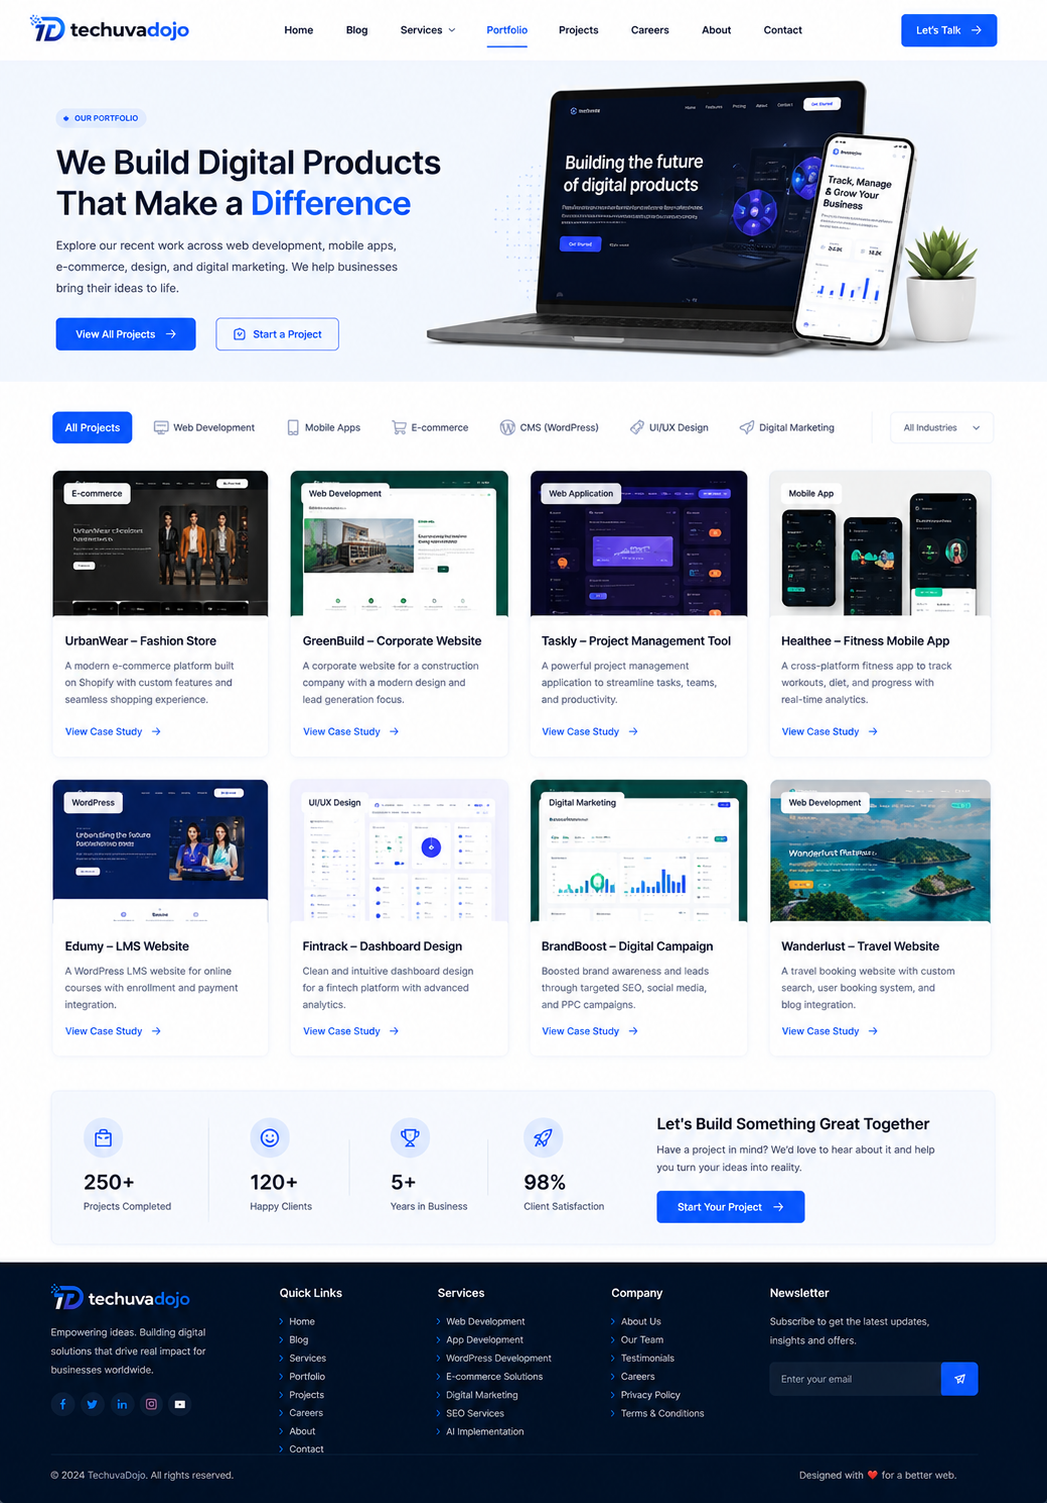 techuvadojo
Home
Blog
Services
Portfolio
Projects
Careers
About
Contact
Let's Talk
OUR PORTFOLIO
We Build Digital Products
That Make a Difference
Explore our recent work across web development, mobile apps,
e-commerce, design, and digital marketing. We help businesses
bring their ideas to life.
View All Projects
Start a Project
Home
Pricing
About
Contact
Get Started
Building the future
of digital products
Get Started
Track, Manage
& Grow Your
Business
All Projects
Web Development
Mobile Apps
E-commerce
CMS (WordPress)
UI/UX Design
Digital Marketing
All Industries
E-commerce
UrbanWear – Fashion Store
A modern e-commerce platform built
on Shopify with custom features and
seamless shopping experience.
View Case Study
Web Development
GreenBuild – Corporate Website
A corporate website for a construction
company with a modern design and
lead generation focus.
View Case Study
Web Application
Taskly – Project Management Tool
A powerful project management
application to streamline tasks, teams,
and productivity.
View Case Study
Mobile App
Healthee – Fitness Mobile App
A cross-platform fitness app to track
workouts, diet, and progress with
real-time analytics.
View Case Study
WordPress
Edumy – LMS Website
A WordPress LMS website for online
courses with enrollment and payment
integration.
View Case Study
UI/UX Design
Fintrack – Dashboard Design
Clean and intuitive dashboard design
for a fintech platform with advanced
analytics.
View Case Study
Digital Marketing
BrandBoost – Digital Campaign
Boosted brand awareness and leads
through targeted SEO, social media,
and PPC campaigns.
View Case Study
Web Development
Wanderlust
Wanderlust – Travel Website
A travel booking website with custom
search, user booking system, and
blog integration.
View Case Study
250+
Projects Completed
120+
Happy Clients
5+
Years in Business
98%
Client Satisfaction
Let's Build Something Great Together
Have a project in mind? We'd love to hear about it and help
you turn your ideas into reality.
Start Your Project
techuvadojo
Empowering ideas. Building digital
solutions that drive real impact for
businesses worldwide.
Quick Links
Home
Blog
Services
Portfolio
Projects
Careers
About
Contact
Services
Web Development
App Development
WordPress Development
E-commerce Solutions
Digital Marketing
SEO Services
AI Implementation
Company
About Us
Our Team
Testimonials
Careers
Privacy Policy
Terms & Conditions
Newsletter
Subscribe to get the latest updates,
insights and offers.
Enter your email
© 2024 TechuvaDojo. All rights reserved.
Designed with ❤️ for a better web.